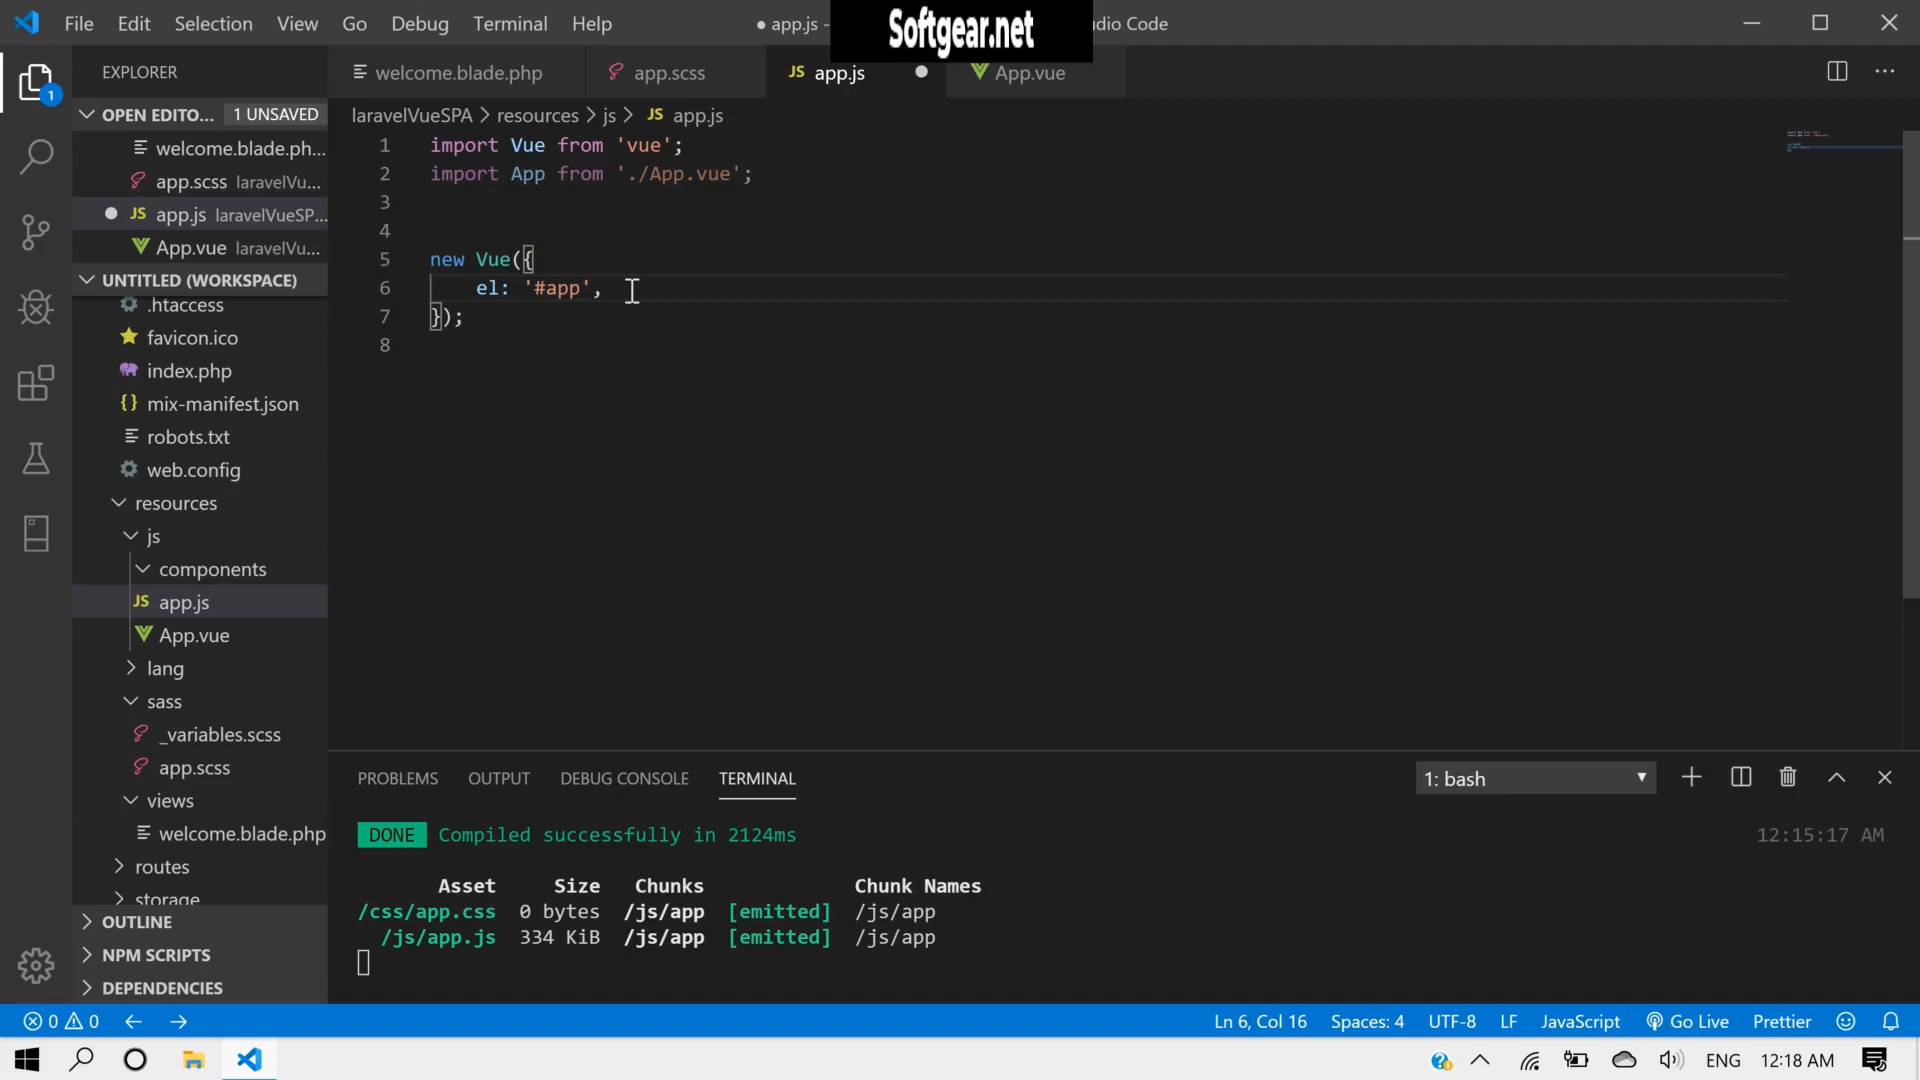 File Edit Selection View Go Debug Terminal Help
● app.js -
Softgear.net
dio Code
EXPLORER
OPEN EDITO... 1 UNSAVED
welcome.blade.ph...
app.scss laravelVu...
JS app.js laravelVueSP...
App.vue laravelVu...
UNTITLED (WORKSPACE)
.htaccess
favicon.ico
index.php
{} mix-manifest.json
robots.txt
web.config
resources
js
components
JS app.js
App.vue
lang
sass
_variables.scss
app.scss
views
welcome.blade.php
routes
storage
OUTLINE
NPM SCRIPTS
DEPENDENCIES
welcome.blade.php app.scss JS app.js ● App.vue
laravelVueSPA > resources > js > JS app.js
1 import Vue from 'vue';
2 import App from './App.vue';
3
4
5 new Vue({
6 el: '#app',
7 });
8
PROBLEMS OUTPUT DEBUG CONSOLE TERMINAL 1: bash
DONE Compiled successfully in 2124ms 12:15:17 AM
Asset Size Chunks Chunk Names
/css/app.css 0 bytes /js/app [emitted] /js/app
/js/app.js 334 KiB /js/app [emitted] /js/app
0 0 Ln 6, Col 16 Spaces: 4 UTF-8 LF JavaScript Go Live Prettier
ENG 12:18 AM
1